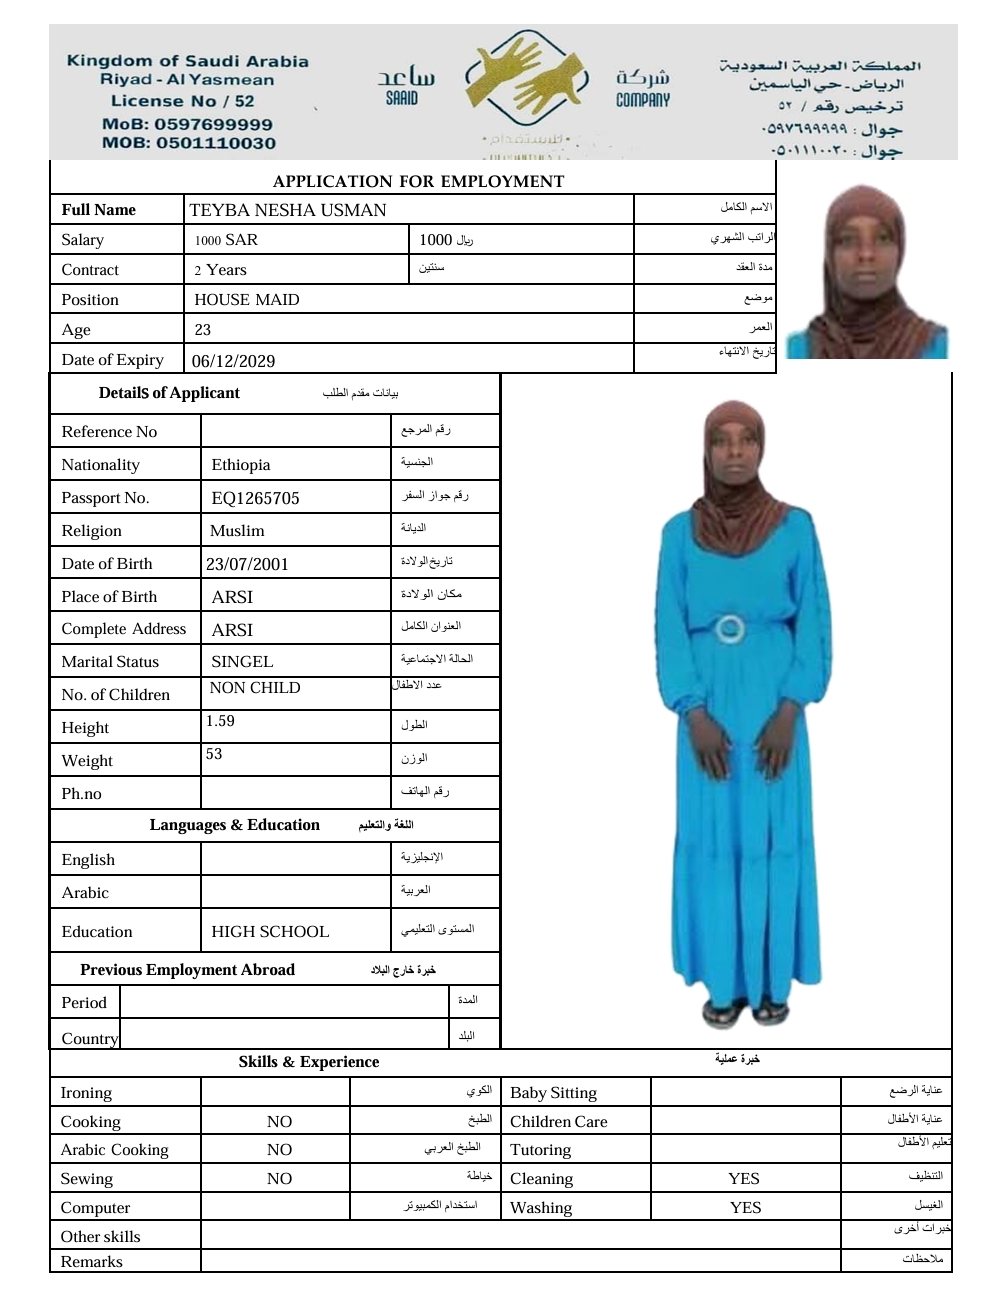 Kingdom of Saudi Arabia
Riyad - Al Yasmean
License No / 52
MoB: 0597699999
MOB: 0501110030
ساعد
SAAID
شركة
COMPANY
للاستقدام
المملكة العربية السعودية
الرياض - حي الياسمين
ترخيص رقم / ٥٢
جوال : ٠٥٩٧٦٩٩٩٩٩
جوال : ٠٥٠١١١٠٠٣٠
APPLICATION FOR EMPLOYMENT
Full Name TEYBA NESHA USMAN الاسم الكامل
Salary 1000 SAR 1000 ريال الراتب الشهري
Contract 2 Years سنتين مدة العقد
Position HOUSE MAID موضع
Age 23 العمر
Date of Expiry 06/12/2029 تاريخ الانتهاء
Details of Applicant بيانات مقدم الطلب
Reference No رقم المرجع
Nationality Ethiopia الجنسية
Passport No. EQ1265705 رقم جواز السفر
Religion Muslim الديانة
Date of Birth 23/07/2001 تاريخ الولادة
Place of Birth ARSI مكان الولادة
Complete Address ARSI العنوان الكامل
Marital Status SINGEL الحالة الاجتماعية
No. of Children NON CHILD عدد الاطفال
Height 1.59 الطول
Weight 53 الوزن
Ph.no رقم الهاتف
Languages & Education اللغة والتعليم
English الإنجليزية
Arabic العربية
Education HIGH SCHOOL المستوى التعليمي
Previous Employment Abroad خبرة خارج البلاد
Period المدة
Country البلد
Skills & Experience خبرة عملية
Ironing الكوي Baby Sitting عناية الرضع
Cooking NO الطبخ Children Care عناية الأطفال
Arabic Cooking NO الطبخ العربي Tutoring تعليم الأطفال
Sewing NO خياطة Cleaning YES التنظيف
Computer استخدام الكمبيوتر Washing YES الغيسل
Other skills خبرات أخرى
Remarks ملاحظات